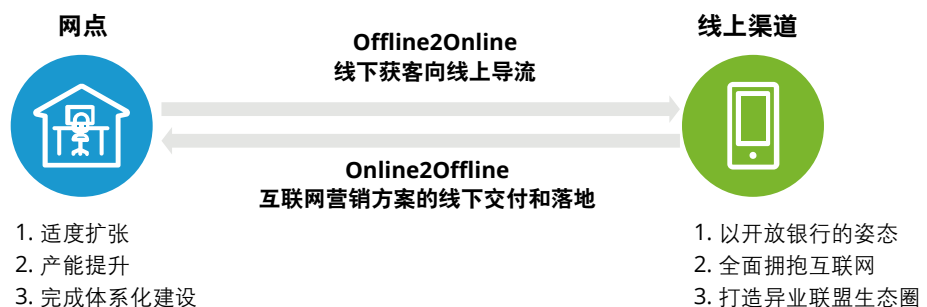 网点
线上渠道
Offline2Online
线下获客向线上导流
Online2Offline
互联网营销方案的线下交付和落地
1. 适度扩张
2. 产能提升
3. 完成体系化建设
1. 以开放银行的姿态
2. 全面拥抱互联网
3. 打造异业联盟生态圈